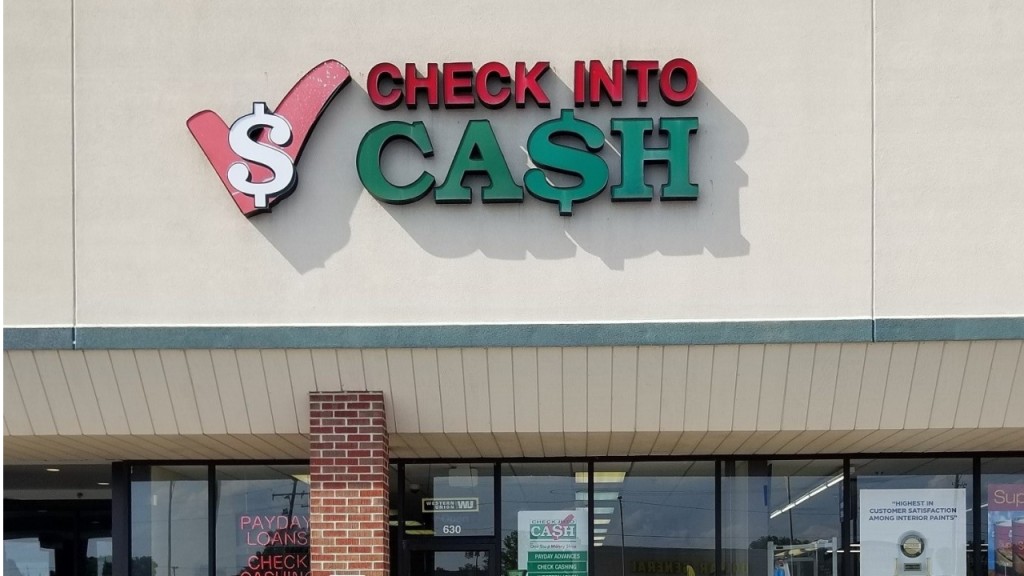 CHECK INTO
$
CA$H
WESTERN
UNION WU
630
PAYDAY
LOANS
CHECK
CASHING
CHECK INTO
CA$H
PAYDAY ADVANCES
CHECK CASHING
"HIGHEST IN
CUSTOMER SATISFACTION
AMONG INTERIOR PAINTS"